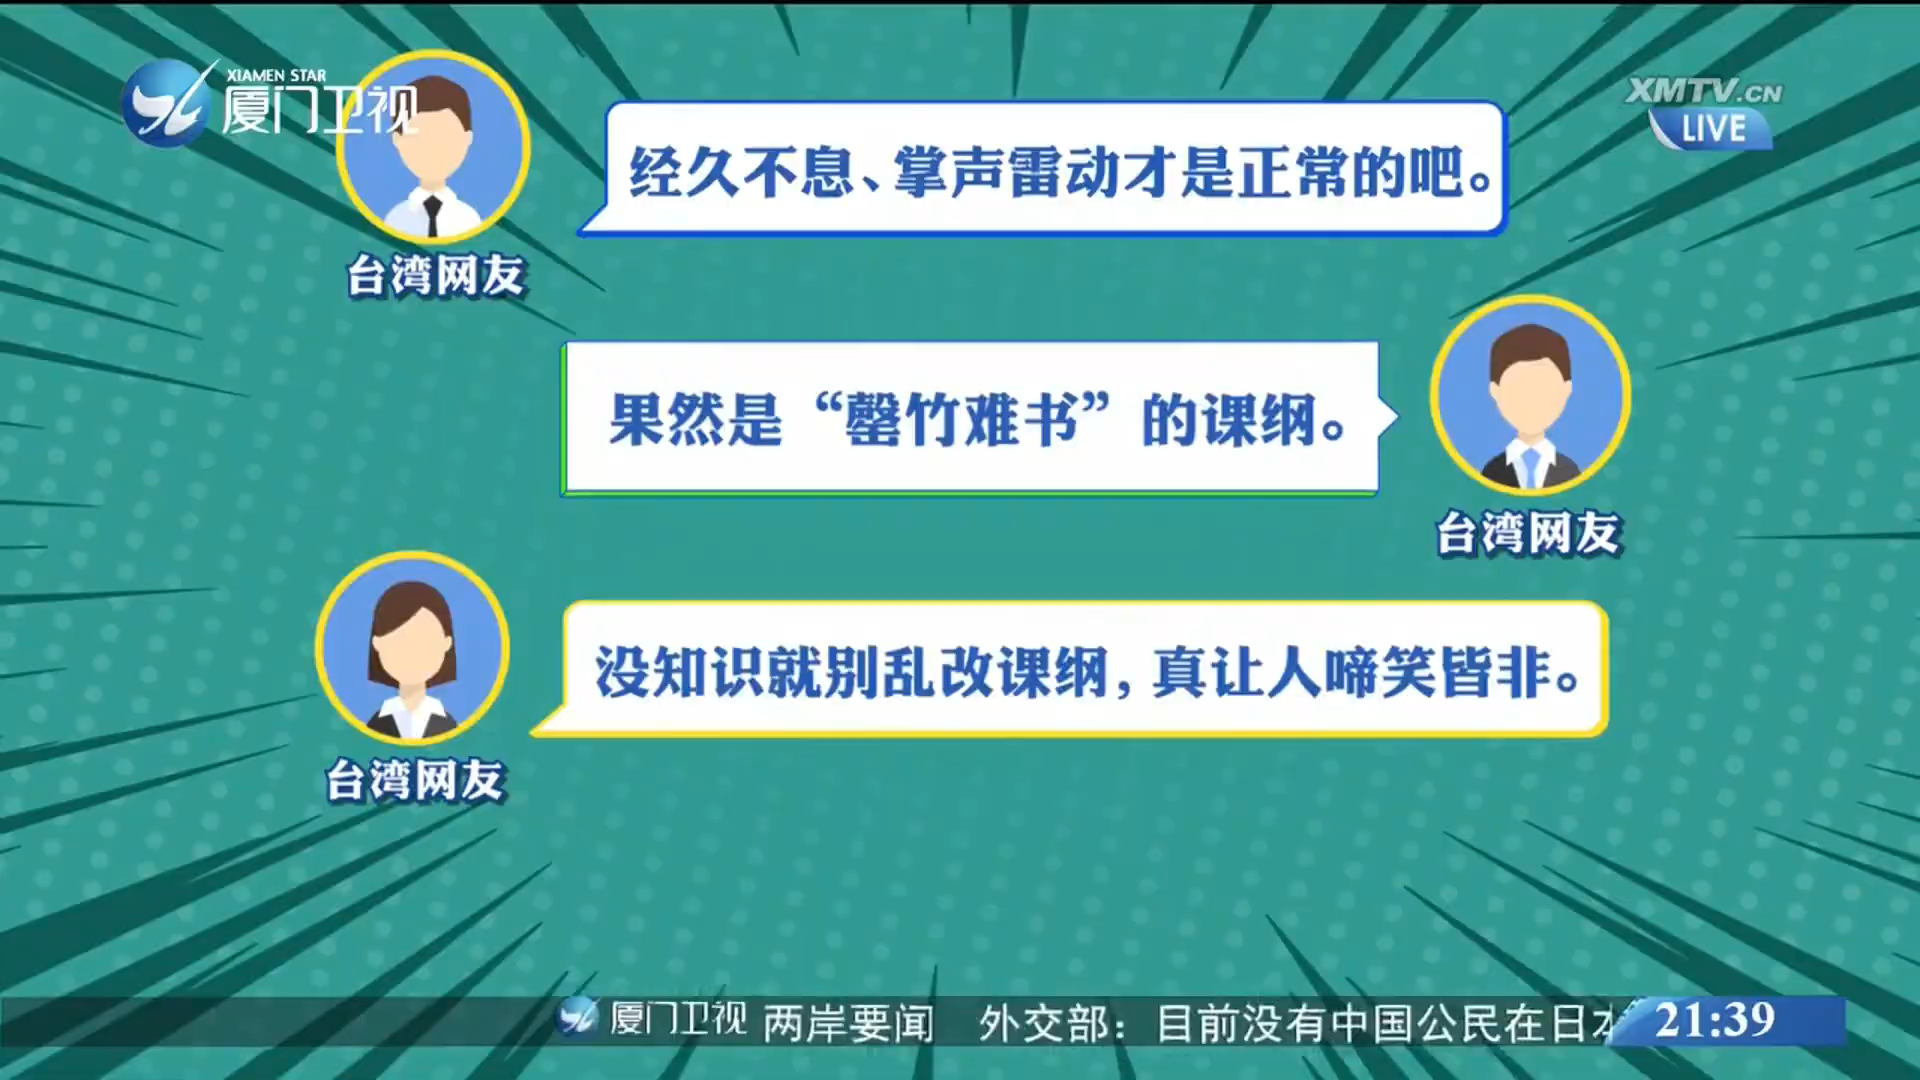 XIAMEN STAR
厦门卫视
XMTV.CN
LIVE
经久不息、掌声雷动才是正常的吧。
台湾网友
果然是“罄竹难书”的课纲。
台湾网友
没知识就别乱改课纲，真让人啼笑皆非。
台湾网友
厦门卫视 两岸要闻 外交部：目前没有中国公民在日本
21:39